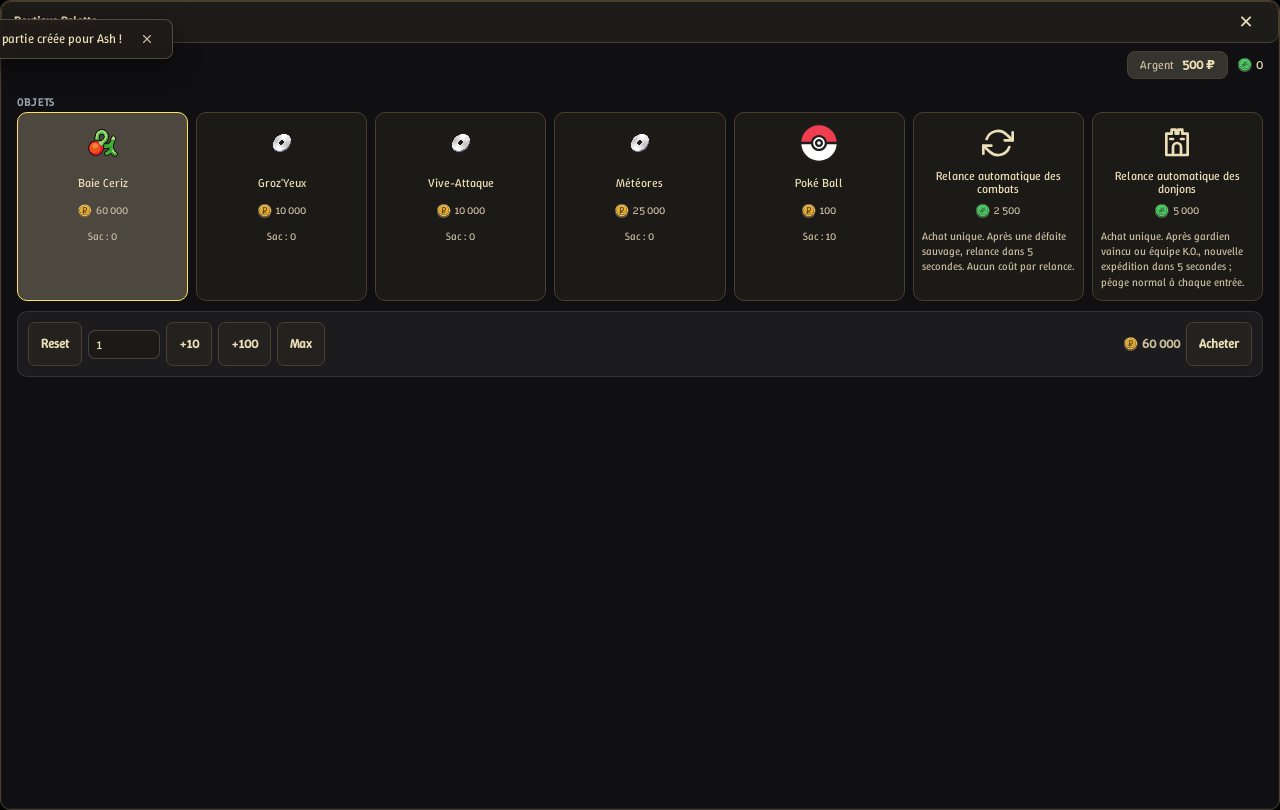 partie créée pour Ash !
Argent 500 ₽ 0
OBJETS
Baie Ceriz
60 000
Sac : 0
Groz'Yeux
10 000
Sac : 0
Vive-Attaque
10 000
Sac : 0
Météores
25 000
Sac : 0
Poké Ball
100
Sac : 10
Relance automatique des
combats
2 500
Achat unique. Après une défaite
sauvage, relance dans 5
secondes. Aucun coût par relance.
Relance automatique des
donjons
5 000
Achat unique. Après gardien
vaincu ou équipe K.O., nouvelle
expédition dans 5 secondes ;
péage normal à chaque entrée.
Reset 1 +10 +100 Max 60 000 Acheter